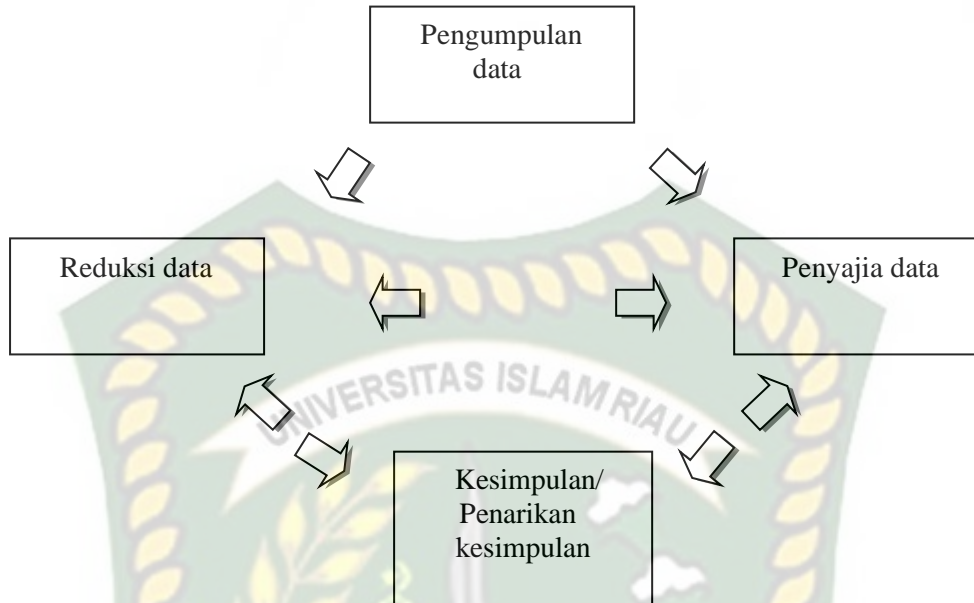 Pengumpulan
data
Reduksi data
Penyajia data
UNIVERSITAS ISLAM RIAU
Kesimpulan/
Penarikan
kesimpulan